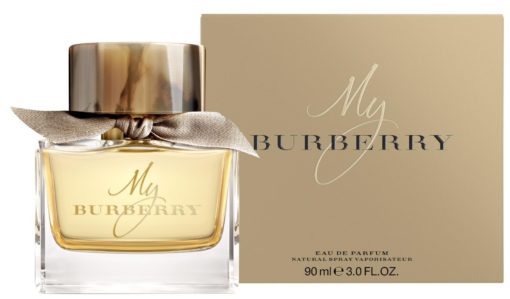 My
BURBERRY
My
BURBERRY
EAU DE PARFUM
NATURAL SPRAY VAPORISATEUR
90 ml ℮ 3.0 FL.OZ.